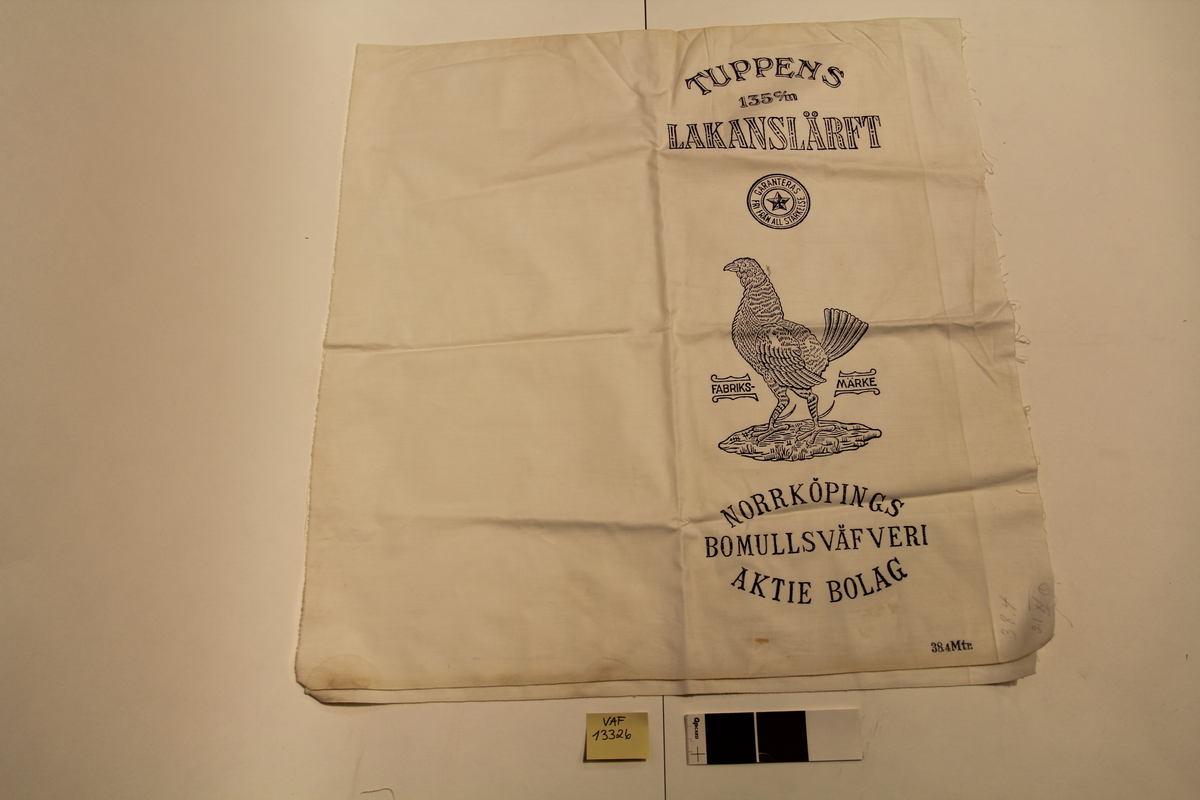 TUPPENS
135 c/m
LAKANSLÄRFT
GARANTERAS
FRI FRÅN ALL STÄRKELSE
FABRIKS-
MÄRKE
NORRKÖPINGS
BOMULLSVÄFVERI
AKTIE BOLAG
38.4 Mtr.
384
VAF
13326